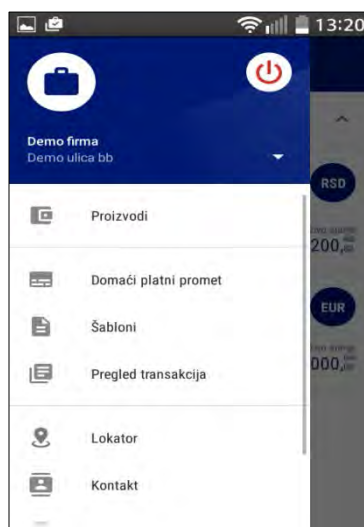 13:20
Demo firma
Demo ulica bb
RSD
200,
Proizvodi
Domaći platni promet
EUR
Šabloni
000,
Pregled transakcija
Lokator
Kontakt